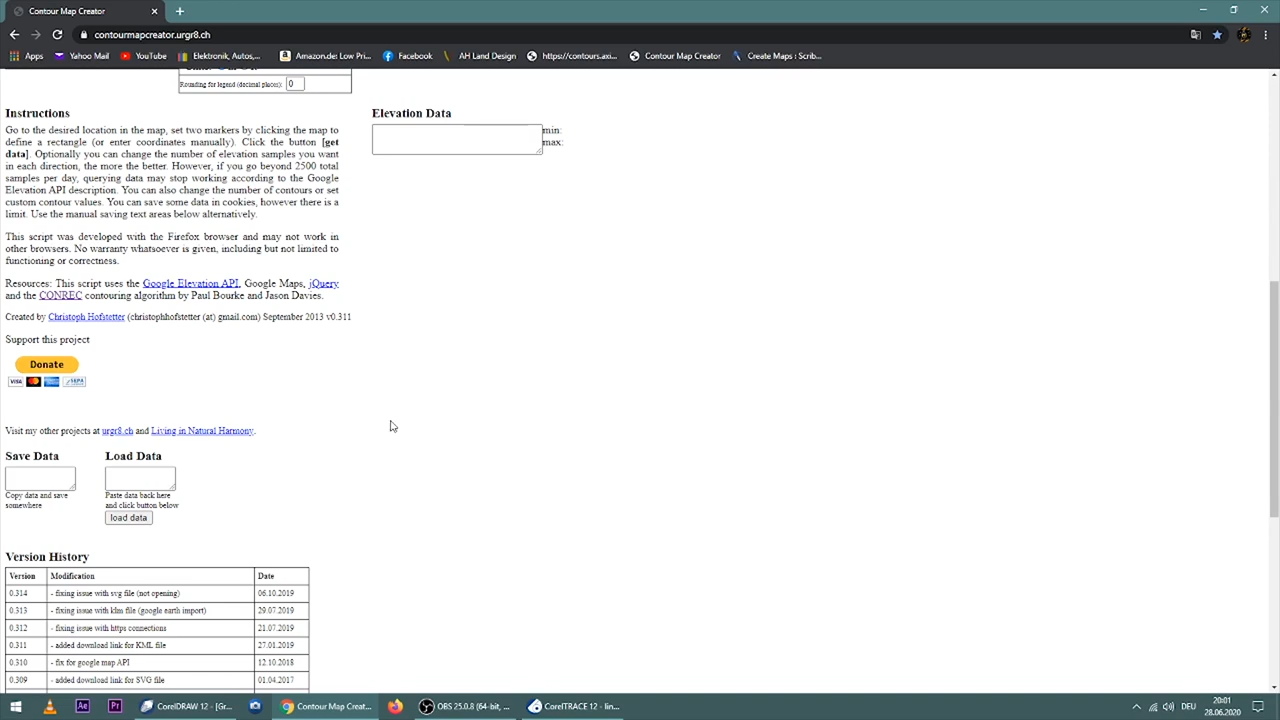 Contour Map Creator
contourmapcreator.urgr8.ch
Apps
Yahoo Mail
YouTube
Elektronik, Autos,...
Amazon.de: Low Pri...
Facebook
AH Land Design
https://contours.axi...
Contour Map Creator
Create Maps : Scrib...
Rounding for legend (decimal places): 0
Instructions
Go to the desired location in the map, set two markers by clicking the map to
define a rectangle (or enter coordinates manually). Click the button [get
data]. Optionally you can change the number of elevation samples you want
in each direction, the more the better. However, if you go beyond 2500 total
samples per day, querying data may stop working according to the Google
Elevation API description. You can also change the number of contours or set
custom contour values. You can save some data in cookies, however there is a
limit. Use the manual saving text areas below alternatively.
This script was developed with the Firefox browser and may not work in
other browsers. No warranty whatsoever is given, including but not limited to
functioning or correctness.
Resources: This script uses the Google Elevation API, Google Maps, jQuery
and the CONREC contouring algorithm by Paul Bourke and Jason Davies.
Created by Christoph Hofstetter (christophhofstetter (at) gmail.com) September 2013 v0.311
Support this project
Donate
VISA
SEPA
Visit my other projects at urgr8.ch and Living in Natural Harmony.
Elevation Data
min:
max:
Save Data
Copy data and save
somewhere
Load Data
Paste data back here
and click button below
load data
Version History
Version Modification Date
0.314 - fixing issue with svg file (not opening) 06.10.2019
0.313 - fixing issue with klm file (google earth import) 29.07.2019
0.312 - fixing issue with https connections 21.07.2019
0.311 - added download link for KML file 27.01.2019
0.310 - fix for google map API 12.10.2018
0.309 - added download link for SVG file 01.04.2017
Ae
Pr
CorelDRAW 12 - [Gr...
Contour Map Creat...
OBS 25.0.8 (64-bit, ...
CorelTRACE 12 - lin...
DEU
20:01
28.06.2020